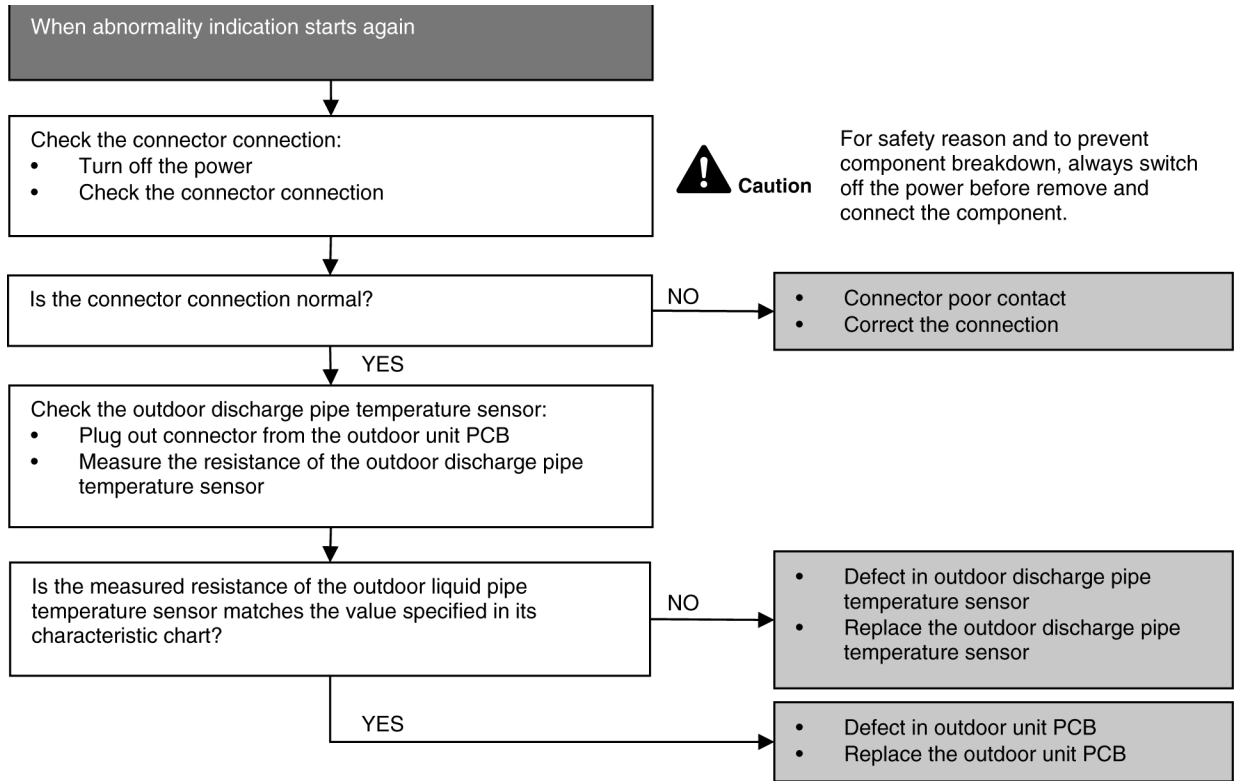 When abnormality indication starts again
Check the connector connection:
• Turn off the power
• Check the connector connection
Caution
For safety reason and to prevent
component breakdown, always switch
off the power before remove and
connect the component.
Is the connector connection normal?
NO
• Connector poor contact
• Correct the connection
YES
Check the outdoor discharge pipe temperature sensor:
• Plug out connector from the outdoor unit PCB
• Measure the resistance of the outdoor discharge pipe
temperature sensor
Is the measured resistance of the outdoor liquid pipe
temperature sensor matches the value specified in its
characteristic chart?
NO
• Defect in outdoor discharge pipe
temperature sensor
• Replace the outdoor discharge pipe
temperature sensor
YES
• Defect in outdoor unit PCB
• Replace the outdoor unit PCB